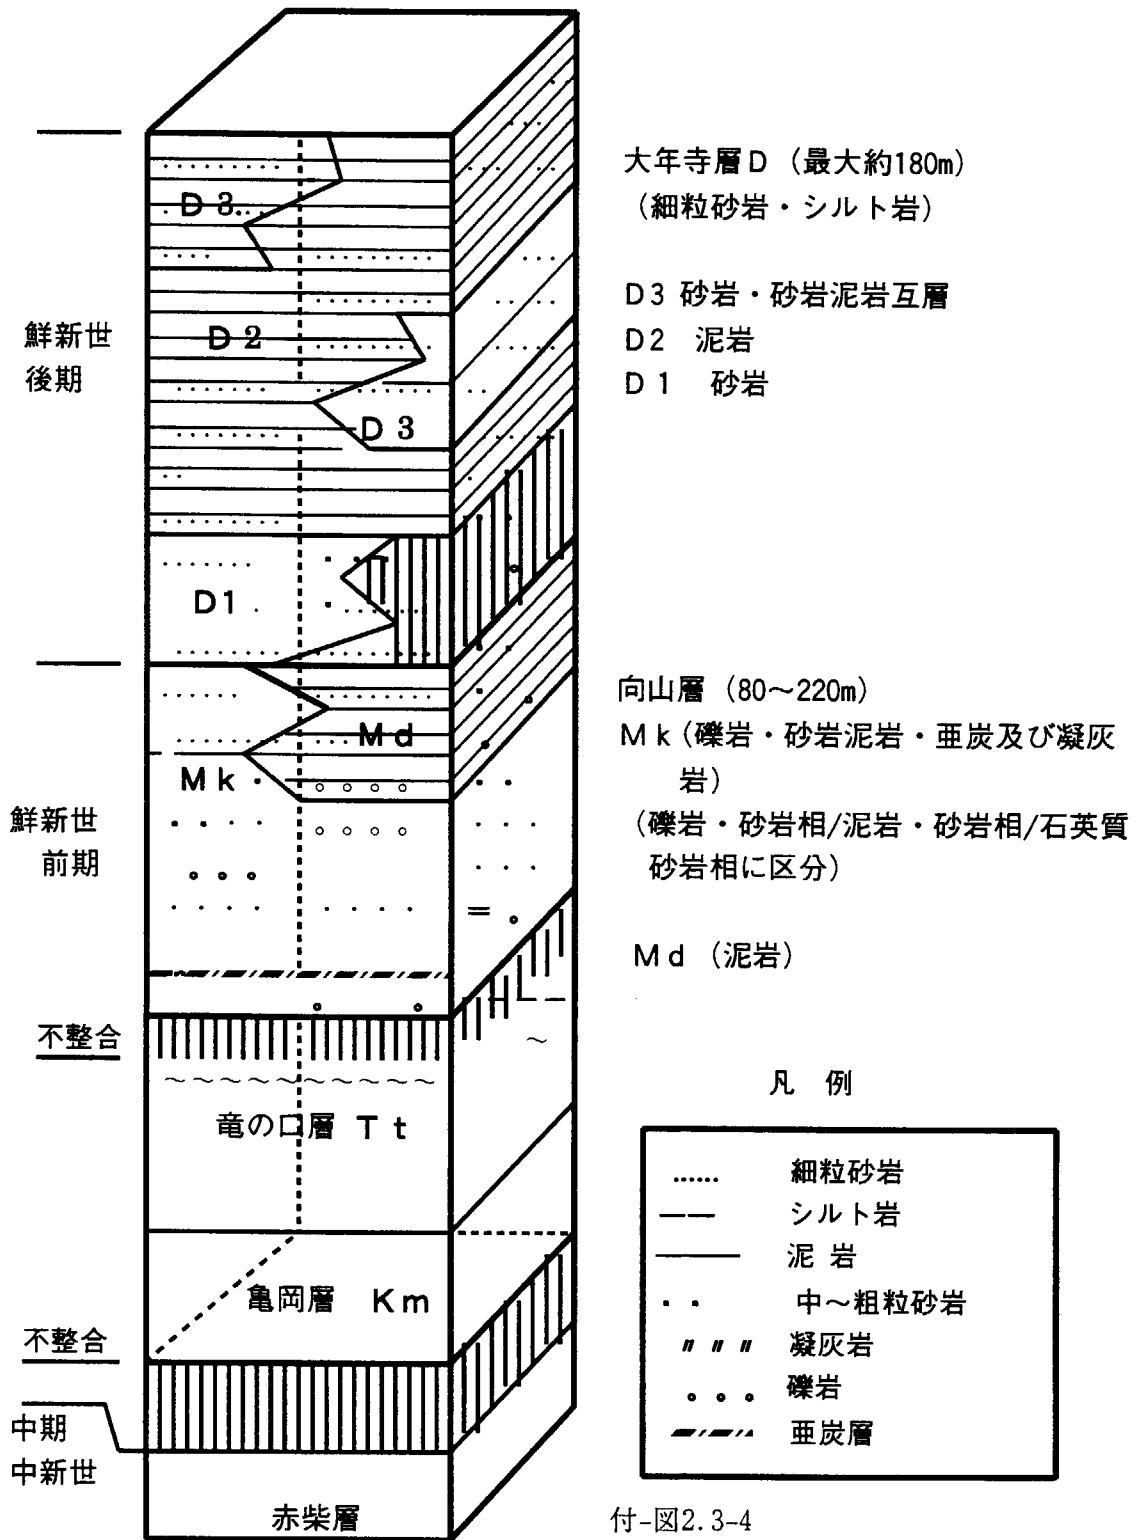 大年寺層D（最大約180m）
（細粒砂岩・シルト岩）
D3 砂岩・砂岩泥岩互層
D2 泥岩
D1 砂岩
D3
鮮新世
後期
D2
D3
D1
向山層（80〜220m）
Mk（礫岩・砂岩泥岩・亜炭及び凝灰
岩）
（礫岩・砂岩相/泥岩・砂岩相/石英質
砂岩相に区分）
Md（泥岩）
Md
Mk
鮮新世
前期
不整合
竜の口層 Tt
亀岡層 Km
不整合
中期
中新世
赤柴層
凡 例
細粒砂岩
シルト岩
泥 岩
中〜粗粒砂岩
凝灰岩
礫岩
亜炭層
付-図2.3-4